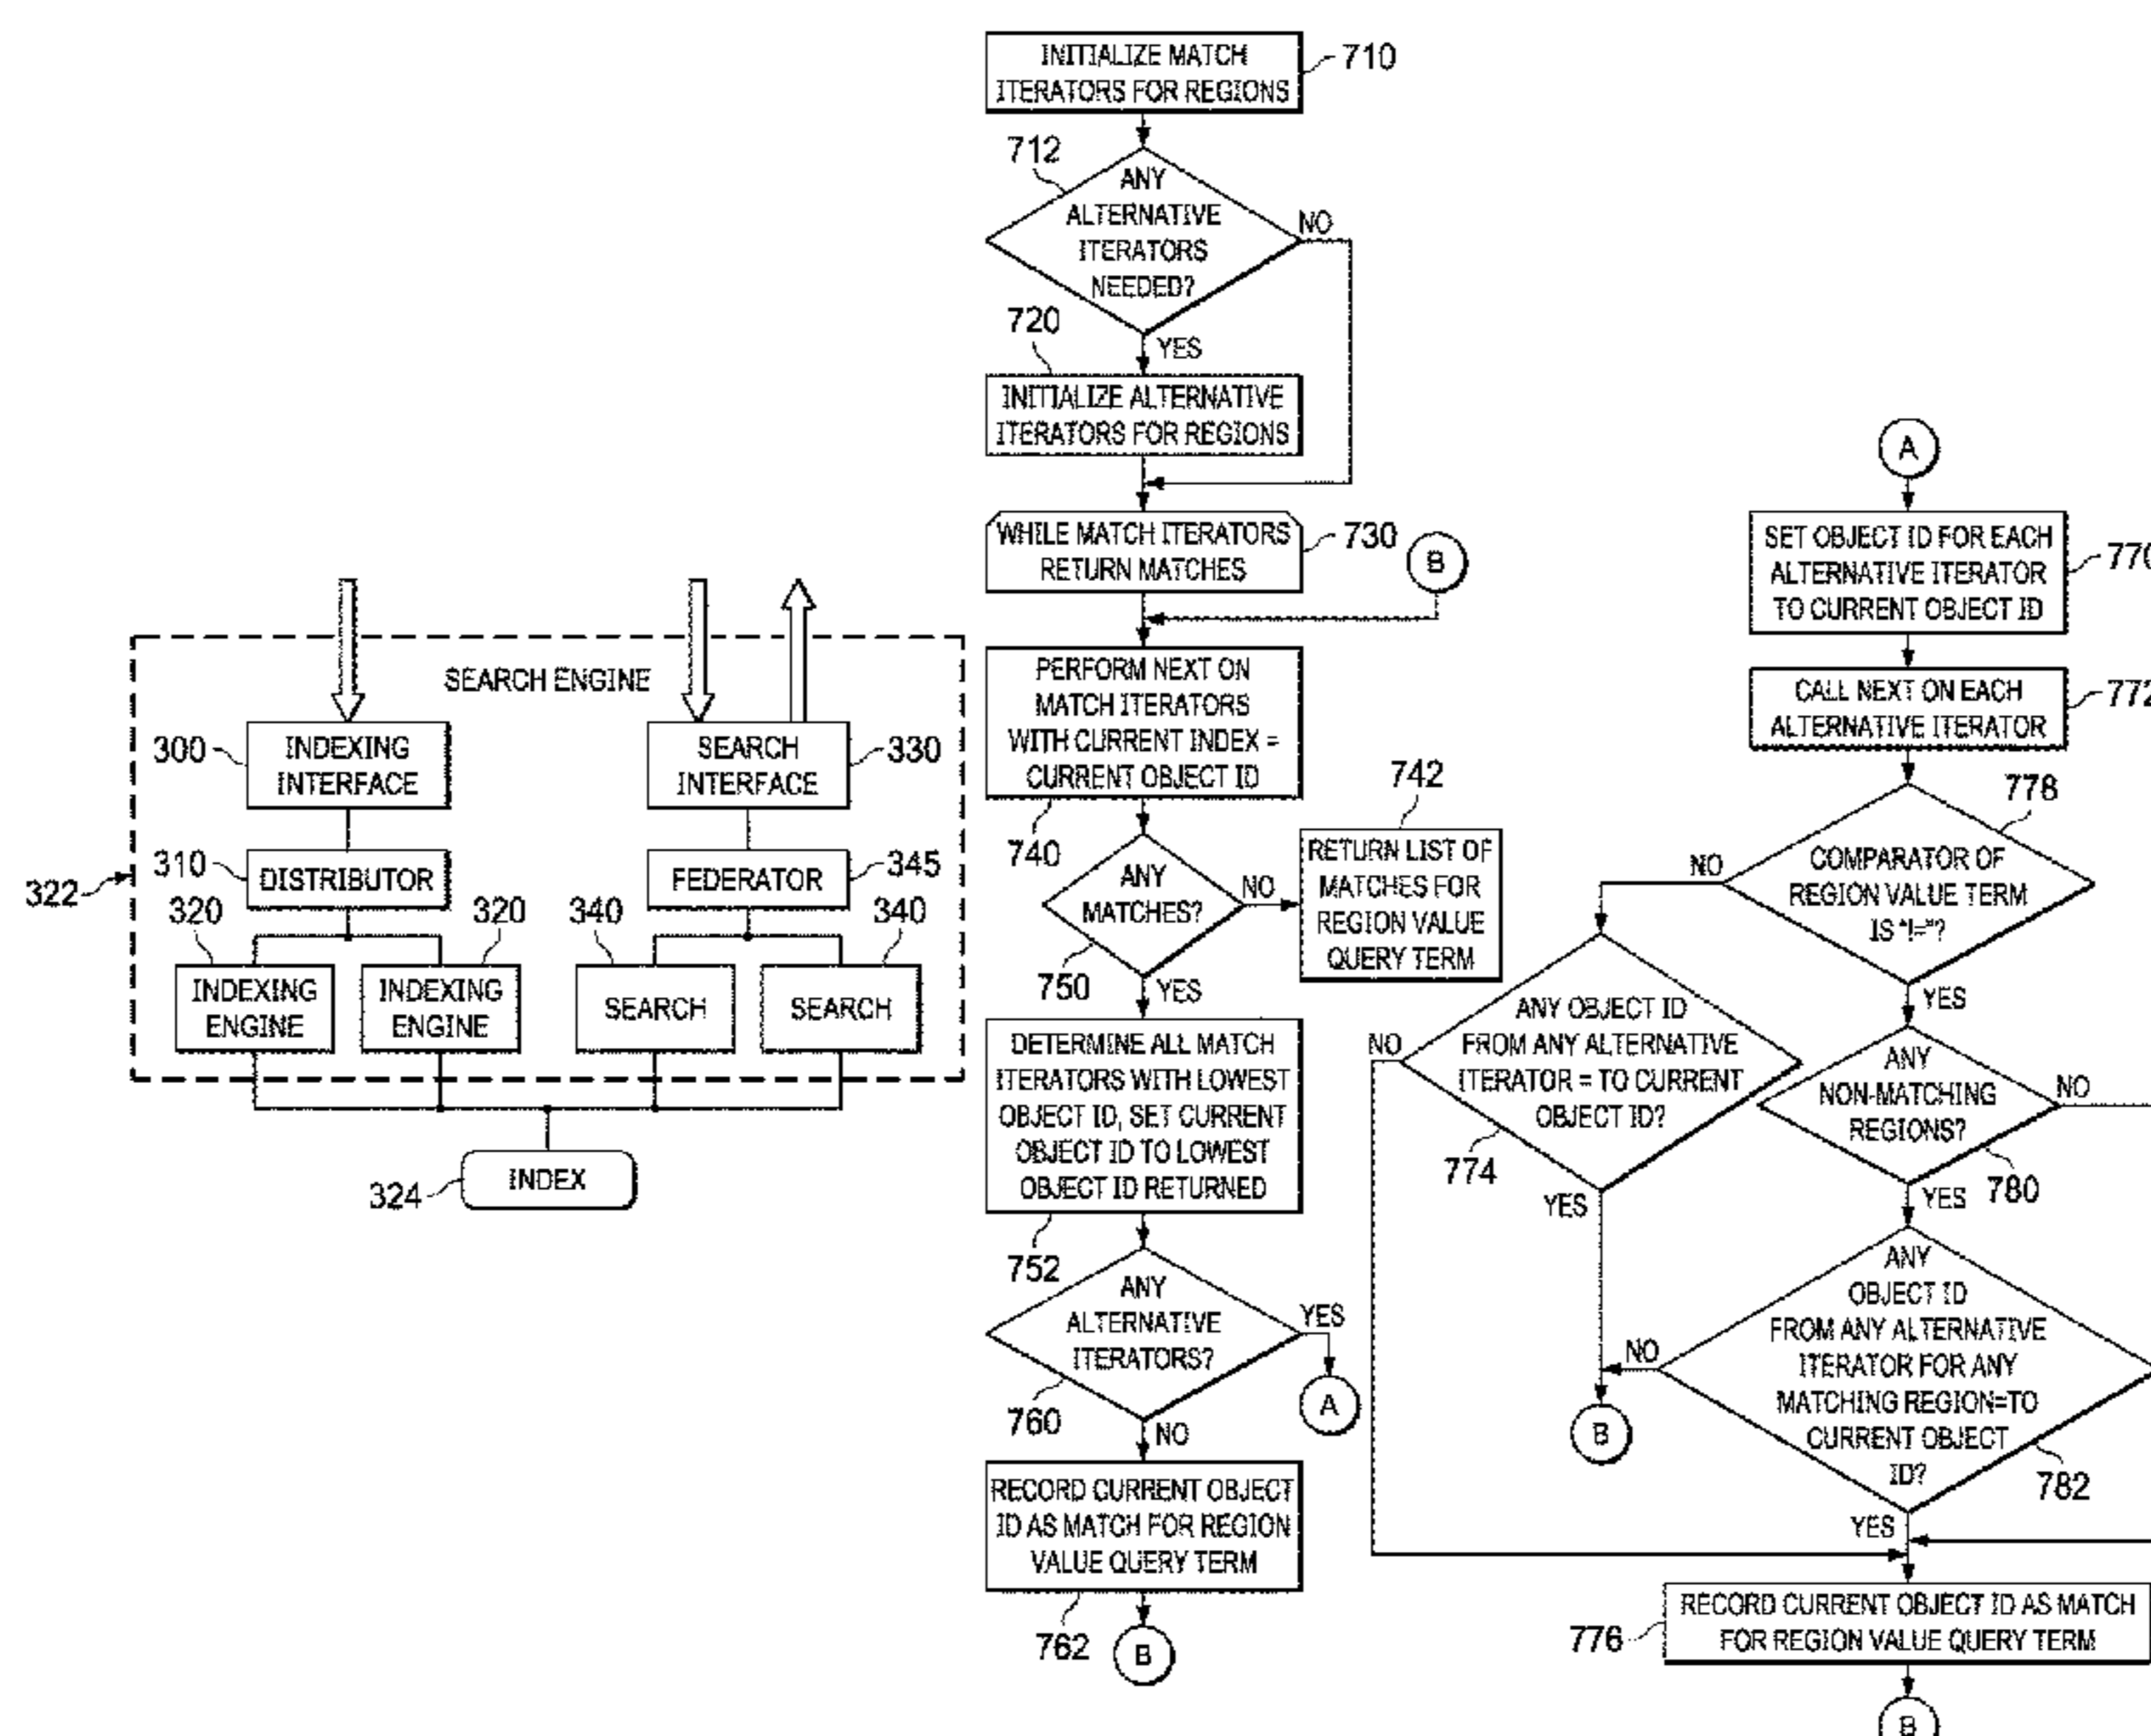 SEARCH ENGINE
300
INDEXING
INTERFACE
SEARCH
INTERFACE
330
310
DISTRIBUTOR
FEDERATOR
345
322
320
320
340
340
INDEXING
ENGINE
INDEXING
ENGINE
SEARCH
SEARCH
324
INDEX
INITIALIZE MATCH
ITERATORS FOR REGIONS
710
712
ANY
ALTERNATIVE
ITERATORS
NEEDED?
NO
720
YES
INITIALIZE ALTERNATIVE
ITERATORS FOR REGIONS
WHILE MATCH ITERATORS
RETURN MATCHES
730
B
PERFORM NEXT ON
MATCH ITERATORS
WITH CURRENT INDEX =
CURRENT OBJECT ID
740
742
ANY
MATCHES?
NO
RETURN LIST OF
MATCHES FOR
REGION VALUE
QUERY TERM
750
YES
DETERMINE ALL MATCH
ITERATORS WITH LOWEST
OBJECT ID, SET CURRENT
OBJECT ID TO LOWEST
OBJECT ID RETURNED
752
ANY
ALTERNATIVE
ITERATORS?
YES
A
760
NO
RECORD CURRENT OBJECT
ID AS MATCH FOR REGION
VALUE QUERY TERM
762
B
A
SET OBJECT ID FOR EACH
ALTERNATIVE ITERATOR
TO CURRENT OBJECT ID
770
CALL NEXT ON EACH
ALTERNATIVE ITERATOR
772
778
COMPARATOR OF
REGION VALUE TERM
IS "!="?
NO
YES
ANY OBJECT ID
FROM ANY ALTERNATIVE
ITERATOR = TO CURRENT
OBJECT ID?
NO
774
YES
ANY
NON-MATCHING
REGIONS?
NO
780
YES
ANY
OBJECT ID
FROM ANY ALTERNATIVE
ITERATOR FOR ANY
MATCHING REGION=TO
CURRENT OBJECT
ID?
NO
B
782
YES
776
RECORD CURRENT OBJECT ID AS MATCH
FOR REGION VALUE QUERY TERM
B